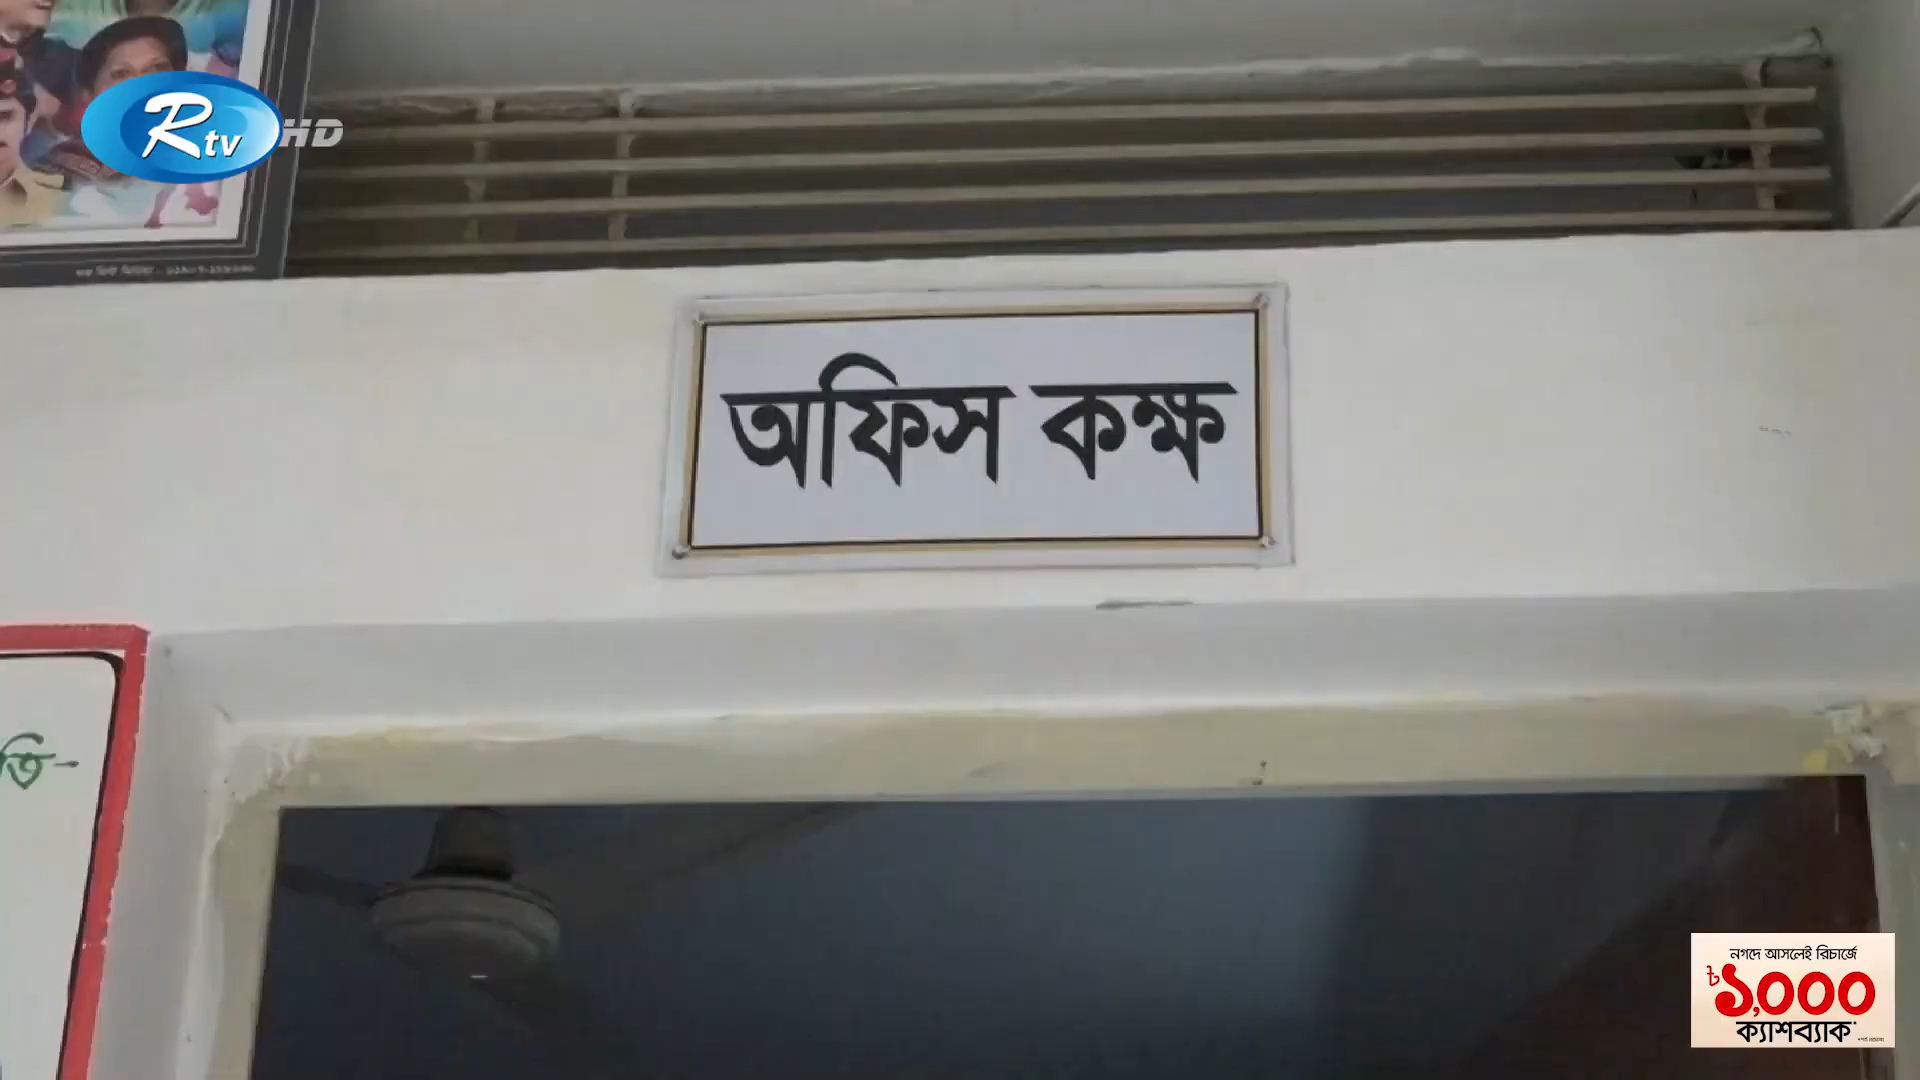 Rtv HD
অফিস কক্ষ
তি-
নগদে আসলেই রিচার্জে
৳১,০০০
ক্যাশব্যাক*